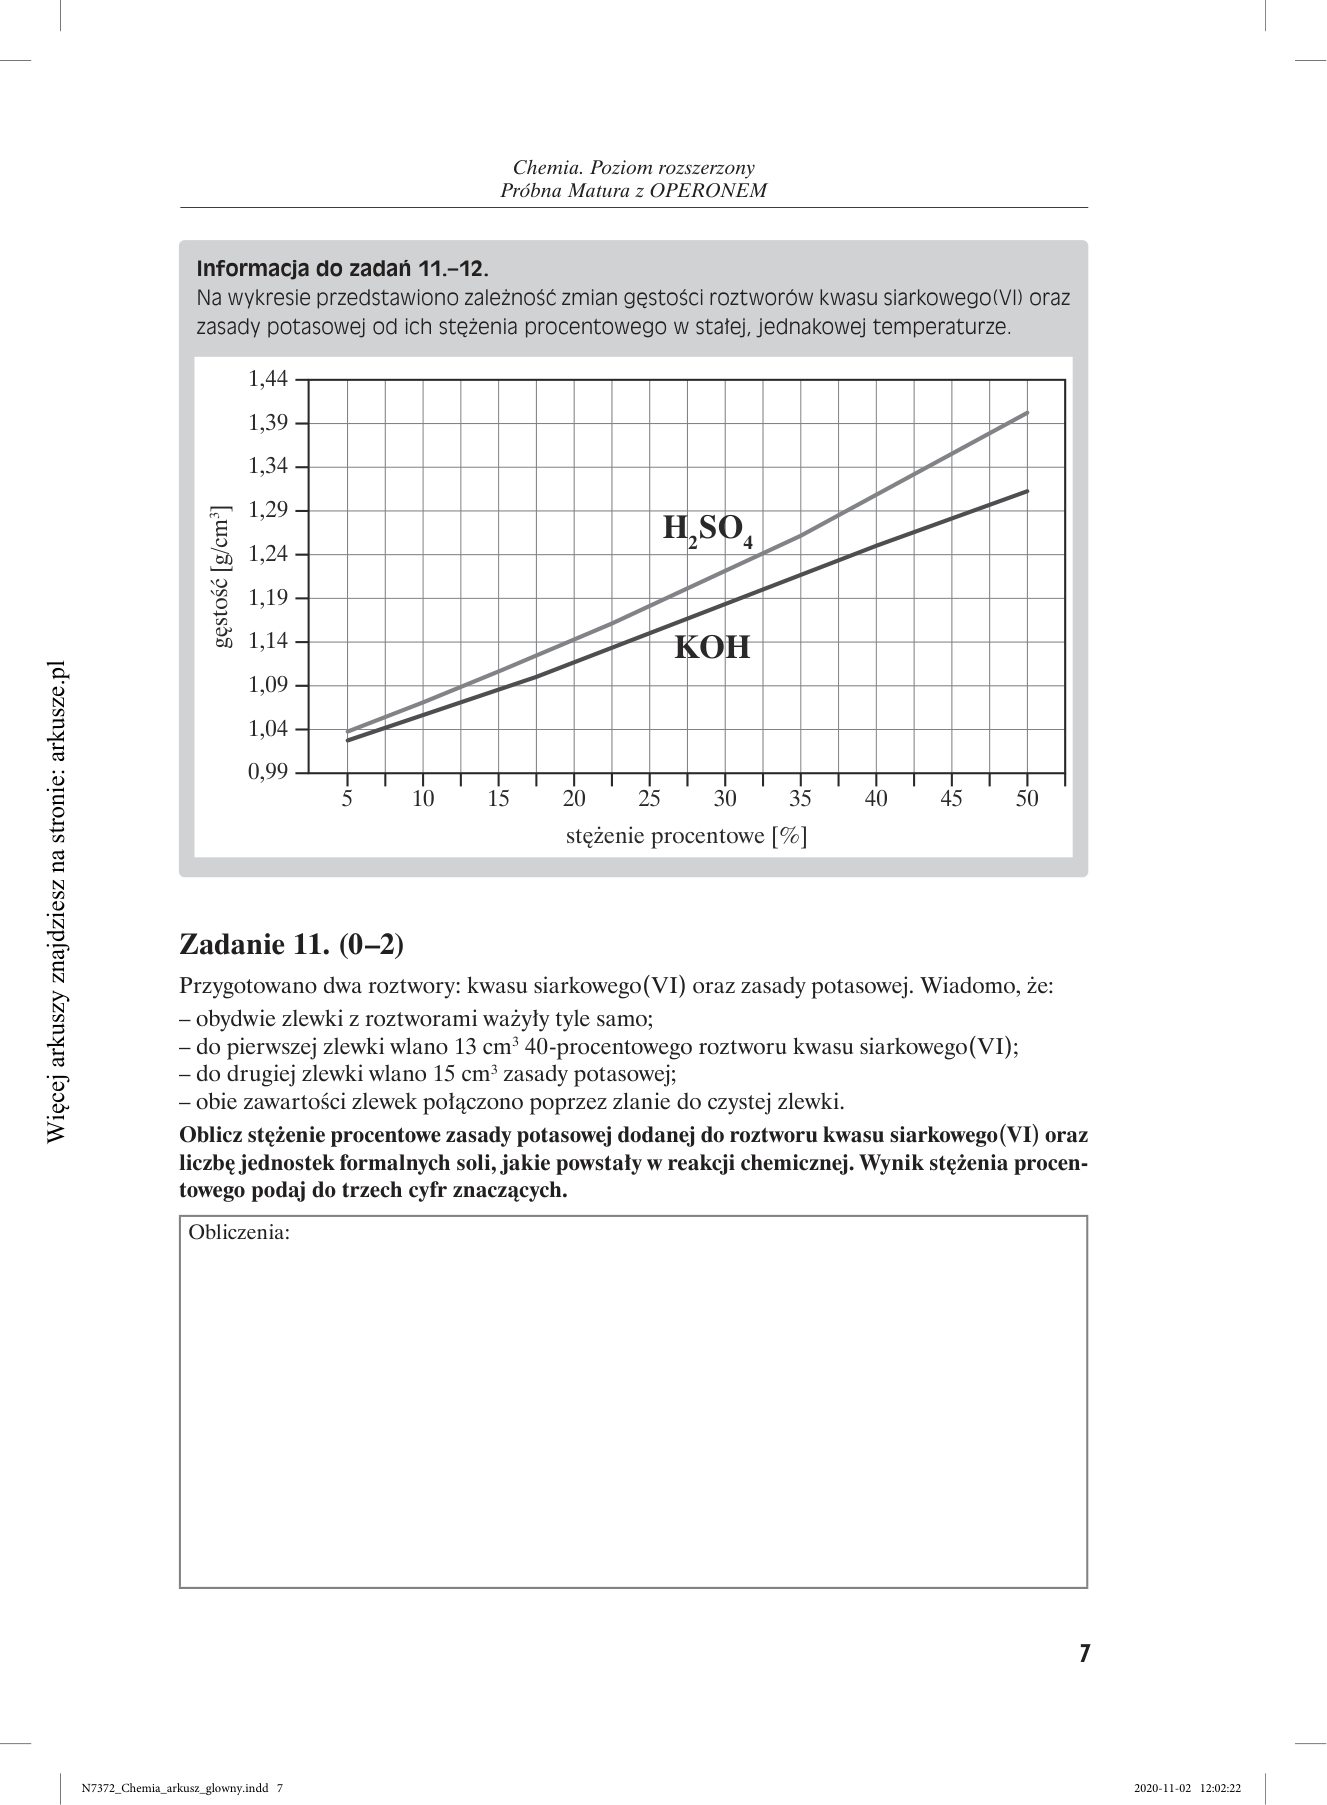 Chemia. Poziom rozszerzony
Próbna Matura z OPERONEM
Informacja do zadań 11.–12.
Na wykresie przedstawiono zależność zmian gęstości roztworów kwasu siarkowego(VI) oraz
zasady potasowej od ich stężenia procentowego w stałej, jednakowej temperaturze.
1,44
1,39
1,34
1,29
1,24
1,19
1,14
1,09
1,04
0,99
gęstość [g/cm³]
H₂SO₄
KOH
5 10 15 20 25 30 35 40 45 50
stężenie procentowe [%]
Więcej arkuszy znajdziesz na stronie: arkusze.pl
Zadanie 11. (0–2)
Przygotowano dwa roztwory: kwasu siarkowego(VI) oraz zasady potasowej. Wiadomo, że:
– obydwie zlewki z roztworami ważyły tyle samo;
– do pierwszej zlewki wlano 13 cm³ 40-procentowego roztworu kwasu siarkowego(VI);
– do drugiej zlewki wlano 15 cm³ zasady potasowej;
– obie zawartości zlewek połączono poprzez zlanie do czystej zlewki.
Oblicz stężenie procentowe zasady potasowej dodanej do roztworu kwasu siarkowego(VI) oraz
liczbę jednostek formalnych soli, jakie powstały w reakcji chemicznej. Wynik stężenia procen-
towego podaj do trzech cyfr znaczących.
Obliczenia:
7
N7372_Chemia_arkusz_glowny.indd 7
2020-11-02 12:02:22